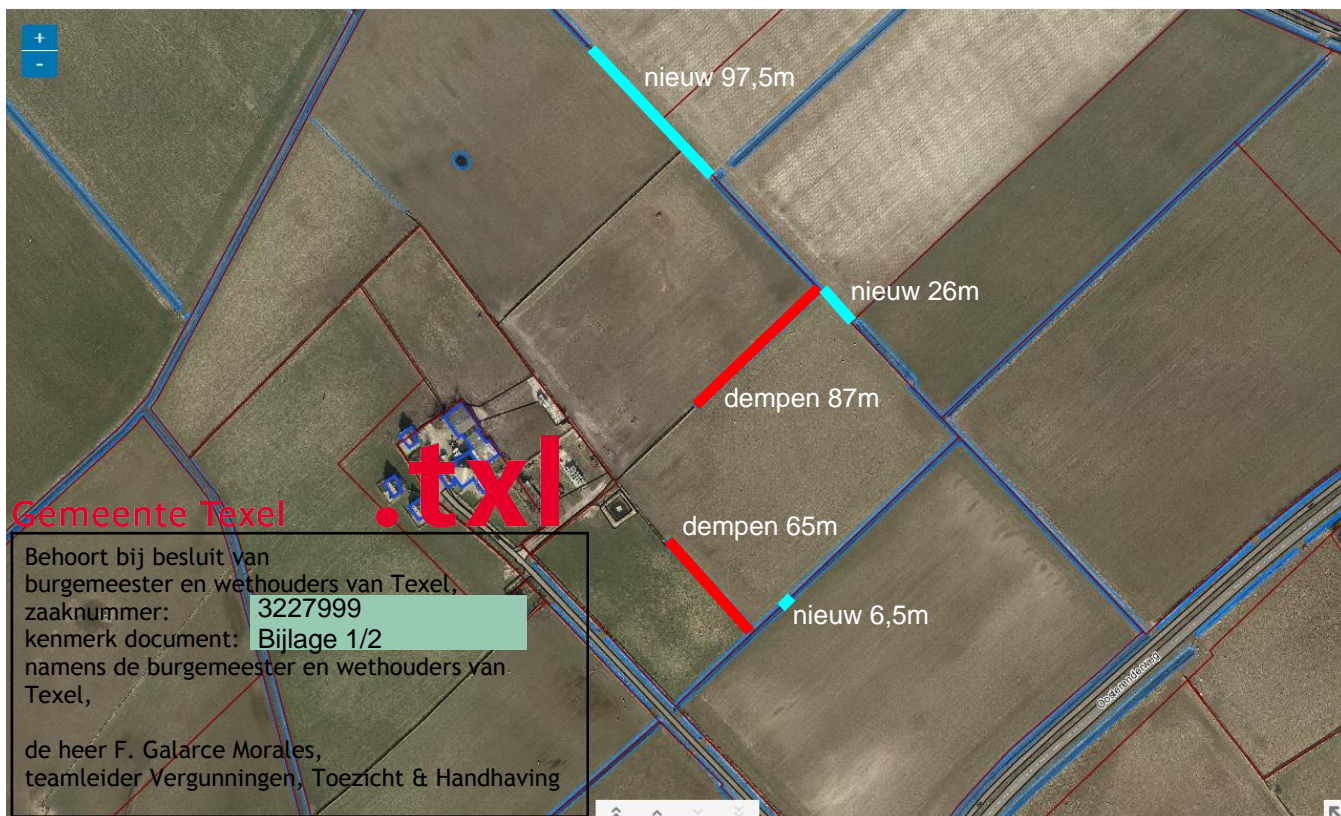 +
-
nieuw 97,5m
nieuw 26m
dempen 87m
dempen 65m
nieuw 6,5m
Oosteranderweg
Gemeente Texel .txl
Behoort bij besluit van
burgemeester en wethouders van Texel,
zaaknummer: 3227999
kenmerk document: Bijlage 1/2
namens de burgemeester en wethouders van
Texel,
de heer F. Galarce Morales,
teamleider Vergunningen, Toezicht & Handhaving